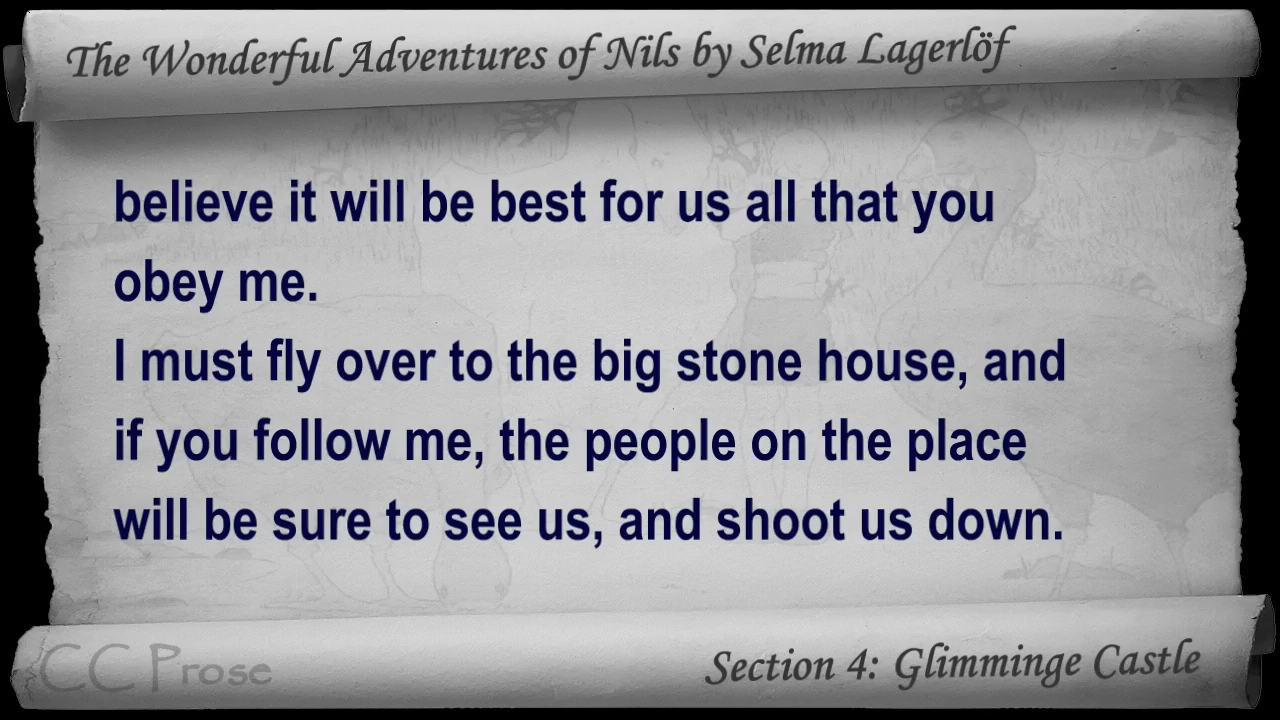 The Wonderful Adventures of Nils by Selma Lagerlöf
believe it will be best for us all that you
obey me.
I must fly over to the big stone house, and
if you follow me, the people on the place
will be sure to see us, and shoot us down.
CC Prose
Section 4: Glimminge Castle